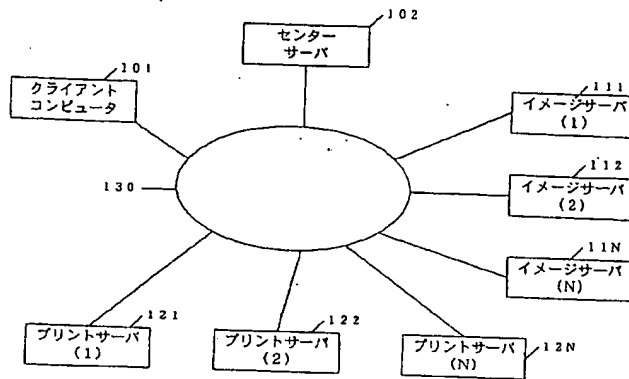 102
センター
サーバ
101
クライアント
コンピュータ
111
イメージサーバ
(1)
112
イメージサーバ
(2)
130
11N
イメージサーバ
(N)
121
プリントサーバ
(1)
122
プリントサーバ
(2)
プリントサーバ
(N)
12N